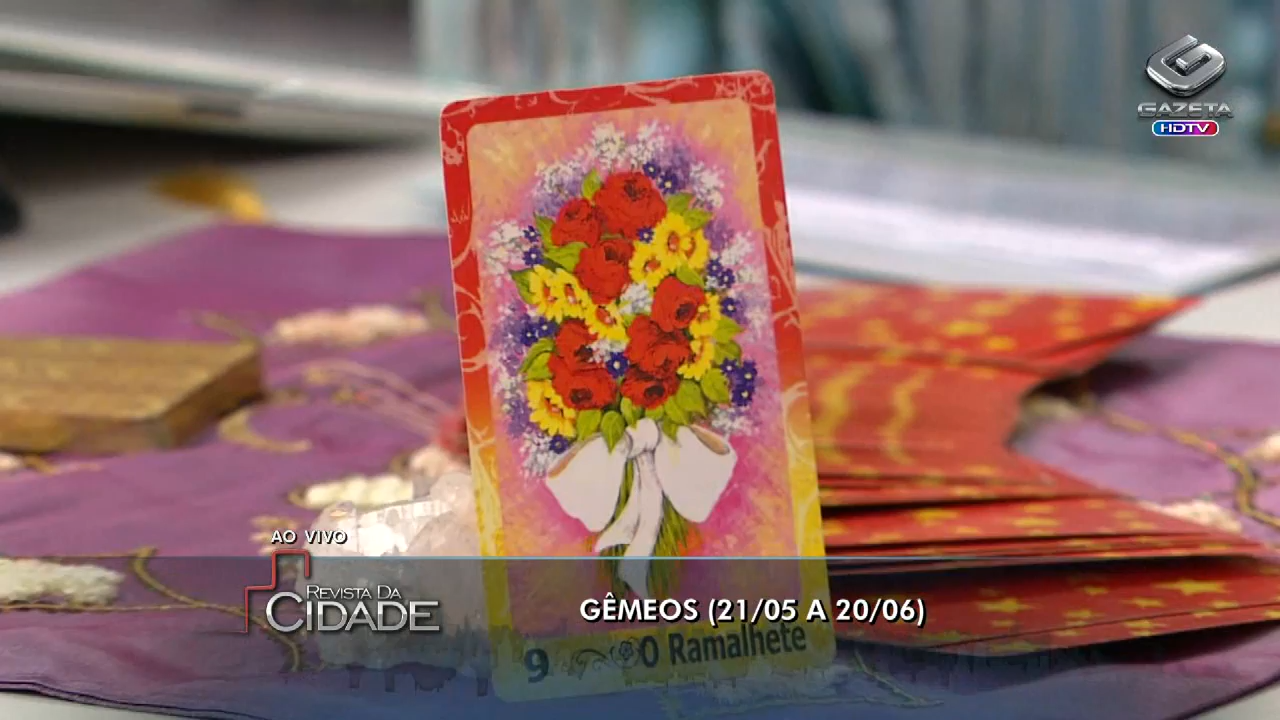 GAZETA
HDTV
AO VIVO
REVISTA DA
CIDADE
GÊMEOS (21/05 A 20/06)
9 O Ramalhete